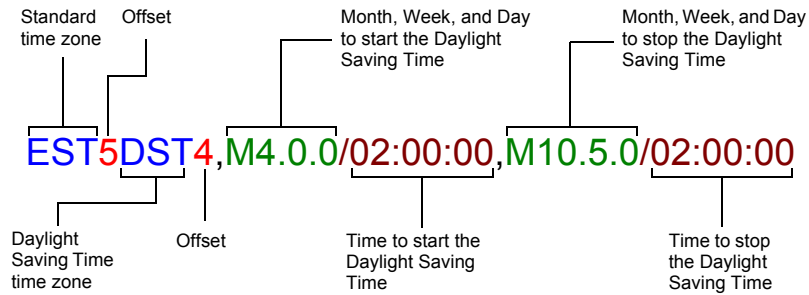 Standard
time zone
Offset
Month, Week, and Day
to start the Daylight
Saving Time
Month, Week, and Day
to stop the Daylight
Saving Time
EST5DST4,M4.0.0/02:00:00,M10.5.0/02:00:00
Daylight
Saving Time
time zone
Offset
Time to start the
Daylight Saving
Time
Time to stop
the Daylight
Saving Time